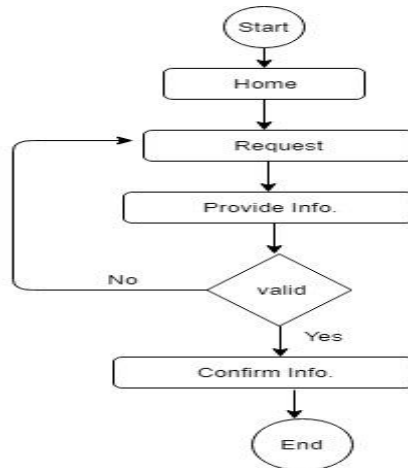 Start
Home
Request
Provide Info.
valid
No
Yes
Confirm Info.
End